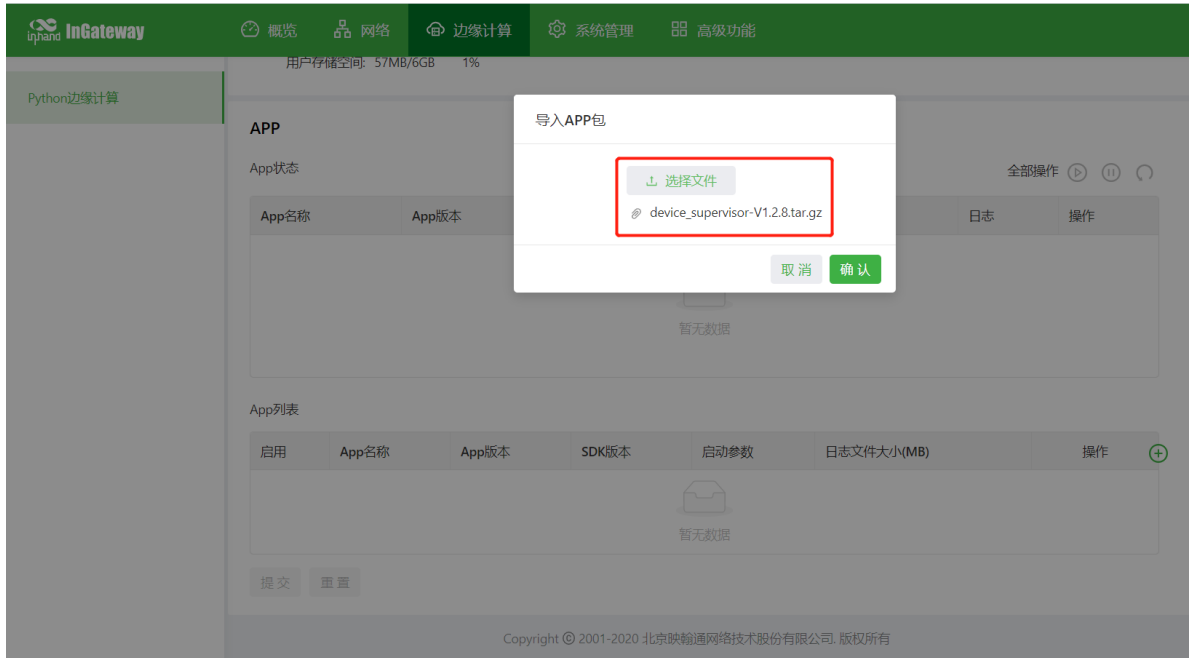 inhand InGateway 概览 网络 边缘计算 系统管理 高级功能
用户存储空间: 57MB/6GB 1%
Python边缘计算
导入APP包
APP
App状态
全部操作
选择文件
device_supervisor-V1.2.8.tar.gz
App名称 App版本 日志 操作
取消 确认
暂无数据
App列表
启用 App名称 App版本 SDK版本 启动参数 日志文件大小(MB) 操作
暂无数据
提交 重置
Copyright © 2001-2020 北京映翰通网络技术股份有限公司. 版权所有